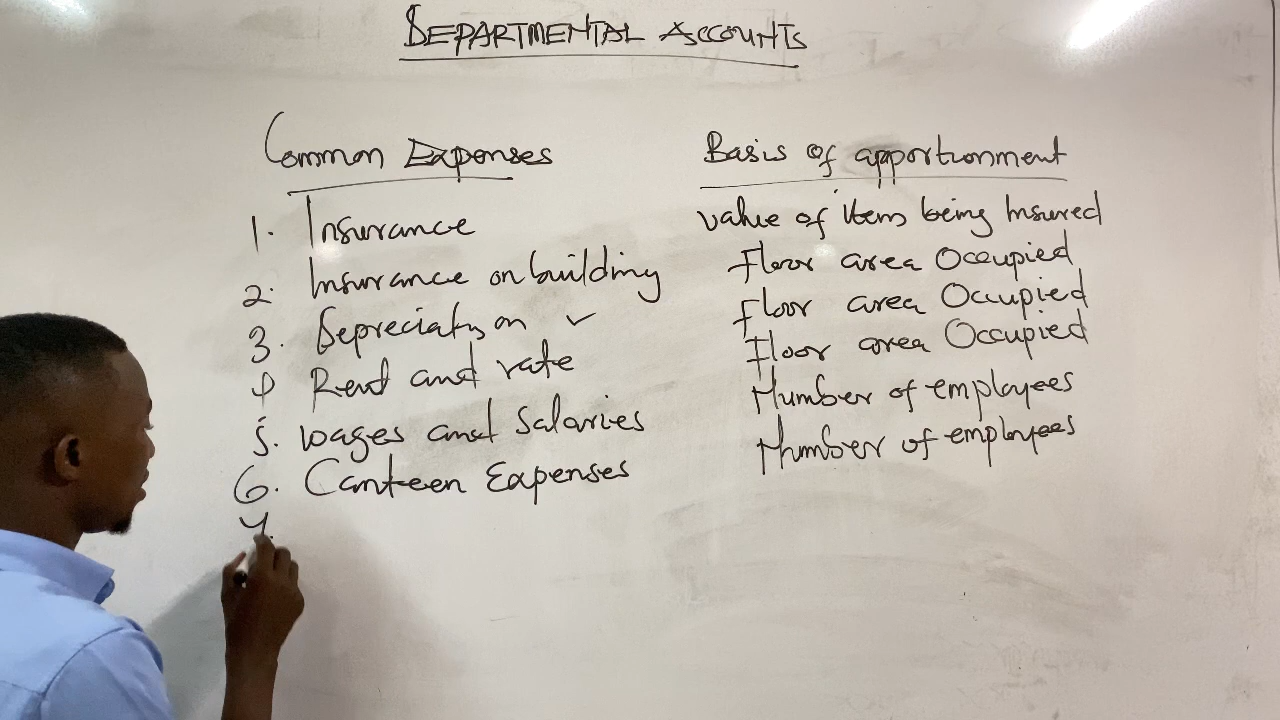 DEPARTMENTAL ACCOUNTS
Common Expenses Basis of apportionment
1. Insurance value of item being Insured
2. Insurance on building Floor area Occupied
3. Depreciation ✓ floor area Occupied
4 Rent and rate Floor area Occupied
5. wages and Salaries Number of employees
6. Canteen Expenses Number of employees
7.